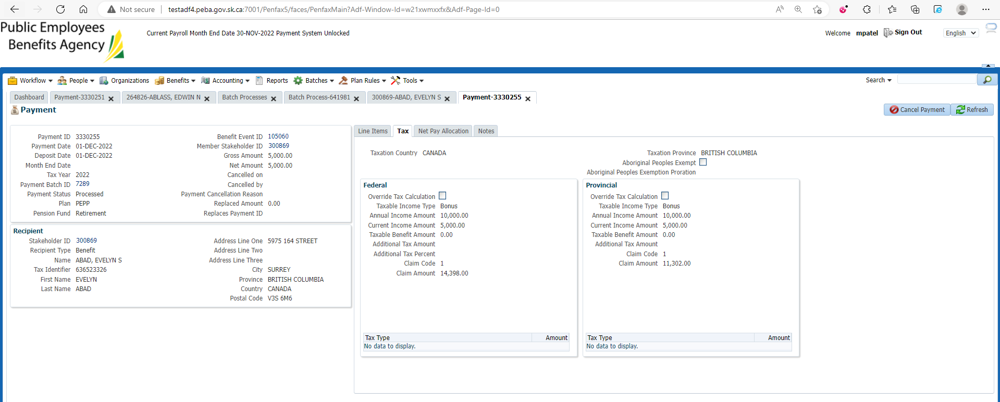 Not secure
testadf4.peba.gov.sk.ca:7001/Penfax5/faces/PenfaxMain?Adf-Window-Id=w21xwmxxfx&Adf-Page-Id=0
Public Employees
Benefits Agency
Current Payroll Month End Date 30-NOV-2022 Payment System Unlocked
Welcome mpatel Sign Out English
Workflow People Organizations Benefits Accounting Reports Batches Plan Rules Tools Search
Dashboard Payment-3330251 264826-ABLASS, EDWIN N Batch Processes Batch Process-641981 300869-ABAD, EVELYN S Payment-3330255
Payment
Cancel Payment Refresh
Payment ID 3330255 Benefit Event ID 105060
Payment Date 01-DEC-2022 Member Stakeholder ID 300869
Deposit Date 01-DEC-2022 Gross Amount 5,000.00
Month End Date Net Amount 5,000.00
Tax Year 2022 Cancelled on
Payment Batch ID 7289 Cancelled by
Payment Status Processed Payment Cancellation Reason
Plan PEPP Replaced Amount 0.00
Pension Fund Retirement Replaces Payment ID
Recipient
Stakeholder ID 300869 Address Line One 5975 164 STREET
Recipient Type Benefit Address Line Two
Name ABAD, EVELYN S Address Line Three
Tax Identifier 636523326 City SURREY
First Name EVELYN Province BRITISH COLUMBIA
Last Name ABAD Country CANADA
Postal Code V3S 6M6
Line Items Tax Net Pay Allocation Notes
Taxation Country CANADA Taxation Province BRITISH COLUMBIA
Aboriginal Peoples Exempt
Aboriginal Peoples Exemption Proration
Federal
Override Tax Calculation
Taxable Income Type Bonus
Annual Income Amount 10,000.00
Current Income Amount 5,000.00
Taxable Benefit Amount 0.00
Additional Tax Amount
Additional Tax Percent
Claim Code 1
Claim Amount 14,398.00
Tax Type Amount
No data to display.
Provincial
Override Tax Calculation
Taxable Income Type Bonus
Annual Income Amount 10,000.00
Current Income Amount 5,000.00
Taxable Benefit Amount 0.00
Additional Tax Amount
Claim Code 1
Claim Amount 11,302.00
Tax Type Amount
No data to display.